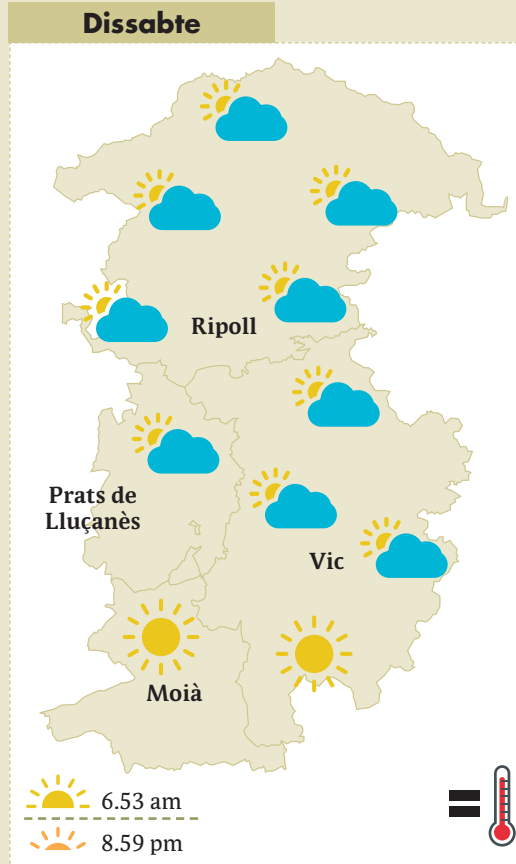 Dissabte
Ripoll
Prats de
Lluçanès
Vic
Moià
6.53 am
8.59 pm
=